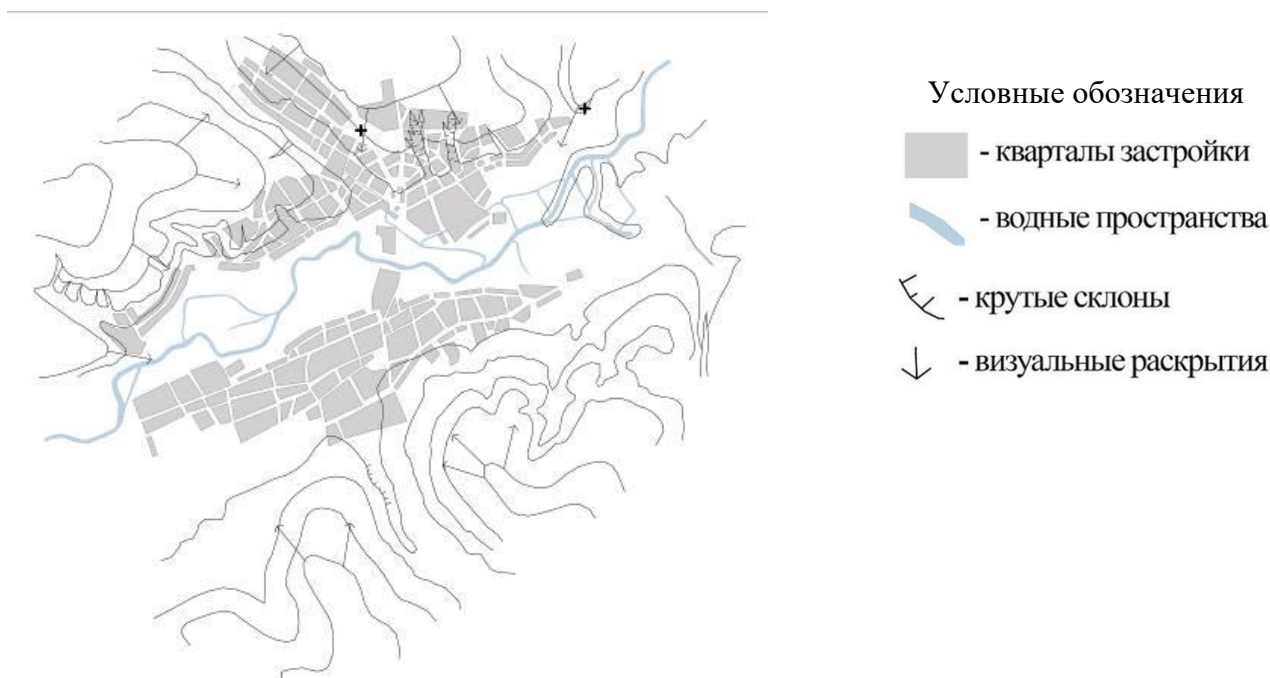 Условные обозначения
- кварталы застройки
- водные пространства
- крутые склоны
- визуальные раскрытия